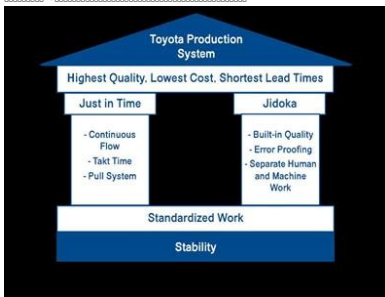 Toyota Production
System
Highest Quality, Lowest Cost, Shortest Lead Times
Just in Time
- Continuous
Flow
- Takt Time
- Pull System
Jidoka
- Built-in Quality
- Error Proofing
- Separate Human
and Machine
Work
Standardized Work
Stability